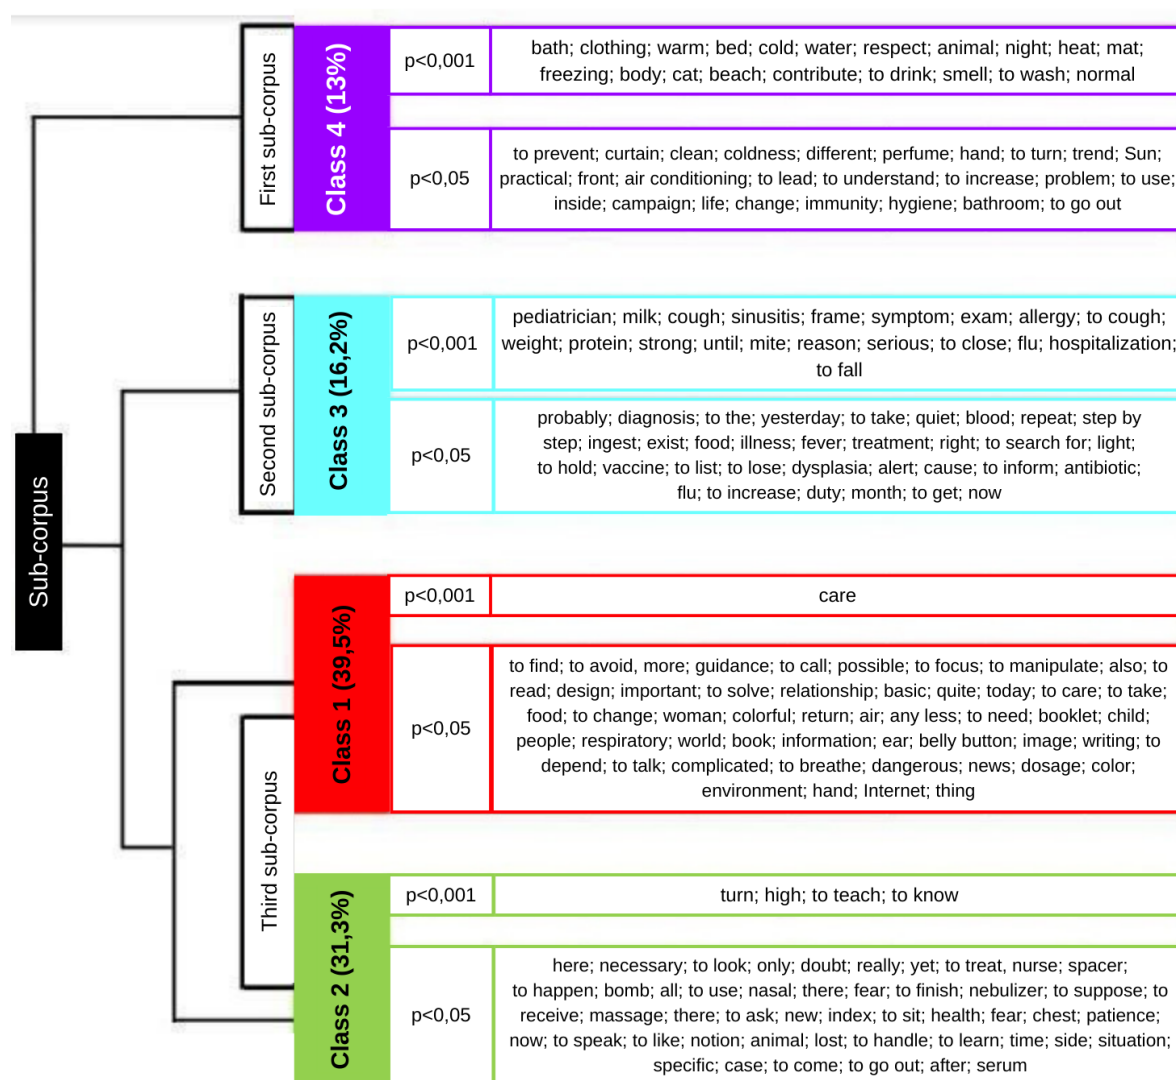 Sub-corpus
First sub-corpus
Class 4 (13%)
p<0,001
bath; clothing; warm; bed; cold; water; respect; animal; night; heat; mat;
freezing; body; cat; beach; contribute; to drink; smell; to wash; normal
p<0,05
to prevent; curtain; clean; coldness; different; perfume; hand; to turn; trend; Sun;
practical; front; air conditioning; to lead; to understand; to increase; problem; to use;
inside; campaign; life; change; immunity; hygiene; bathroom; to go out
Second sub-corpus
Class 3 (16,2%)
p<0,001
pediatrician; milk; cough; sinusitis; frame; symptom; exam; allergy; to cough;
weight; protein; strong; until; mite; reason; serious; to close; flu; hospitalization;
to fall
p<0,05
probably; diagnosis; to the; yesterday; to take; quiet; blood; repeat; step by
step; ingest; exist; food; illness; fever; treatment; right; to search for; light;
to hold; vaccine; to list; to lose; dysplasia; alert; cause; to inform; antibiotic;
flu; to increase; duty; month; to get; now
Third sub-corpus
Class 1 (39,5%)
p<0,001
care
p<0,05
to find; to avoid, more; guidance; to call; possible; to focus; to manipulate; also; to
read; design; important; to solve; relationship; basic; quite; today; to care; to take;
food; to change; woman; colorful; return; air; any less; to need; booklet; child;
people; respiratory; world; book; information; ear; belly button; image; writing; to
depend; to talk; complicated; to breathe; dangerous; news; dosage; color;
environment; hand; Internet; thing
Class 2 (31,3%)
p<0,001
turn; high; to teach; to know
p<0,05
here; necessary; to look; only; doubt; really; yet; to treat, nurse; spacer;
to happen; bomb; all; to use; nasal; there; fear; to finish; nebulizer; to suppose; to
receive; massage; there; to ask; new; index; to sit; health; fear; chest; patience;
now; to speak; to like; notion; animal; lost; to handle; to learn; time; side; situation;
specific; case; to come; to go out; after; serum